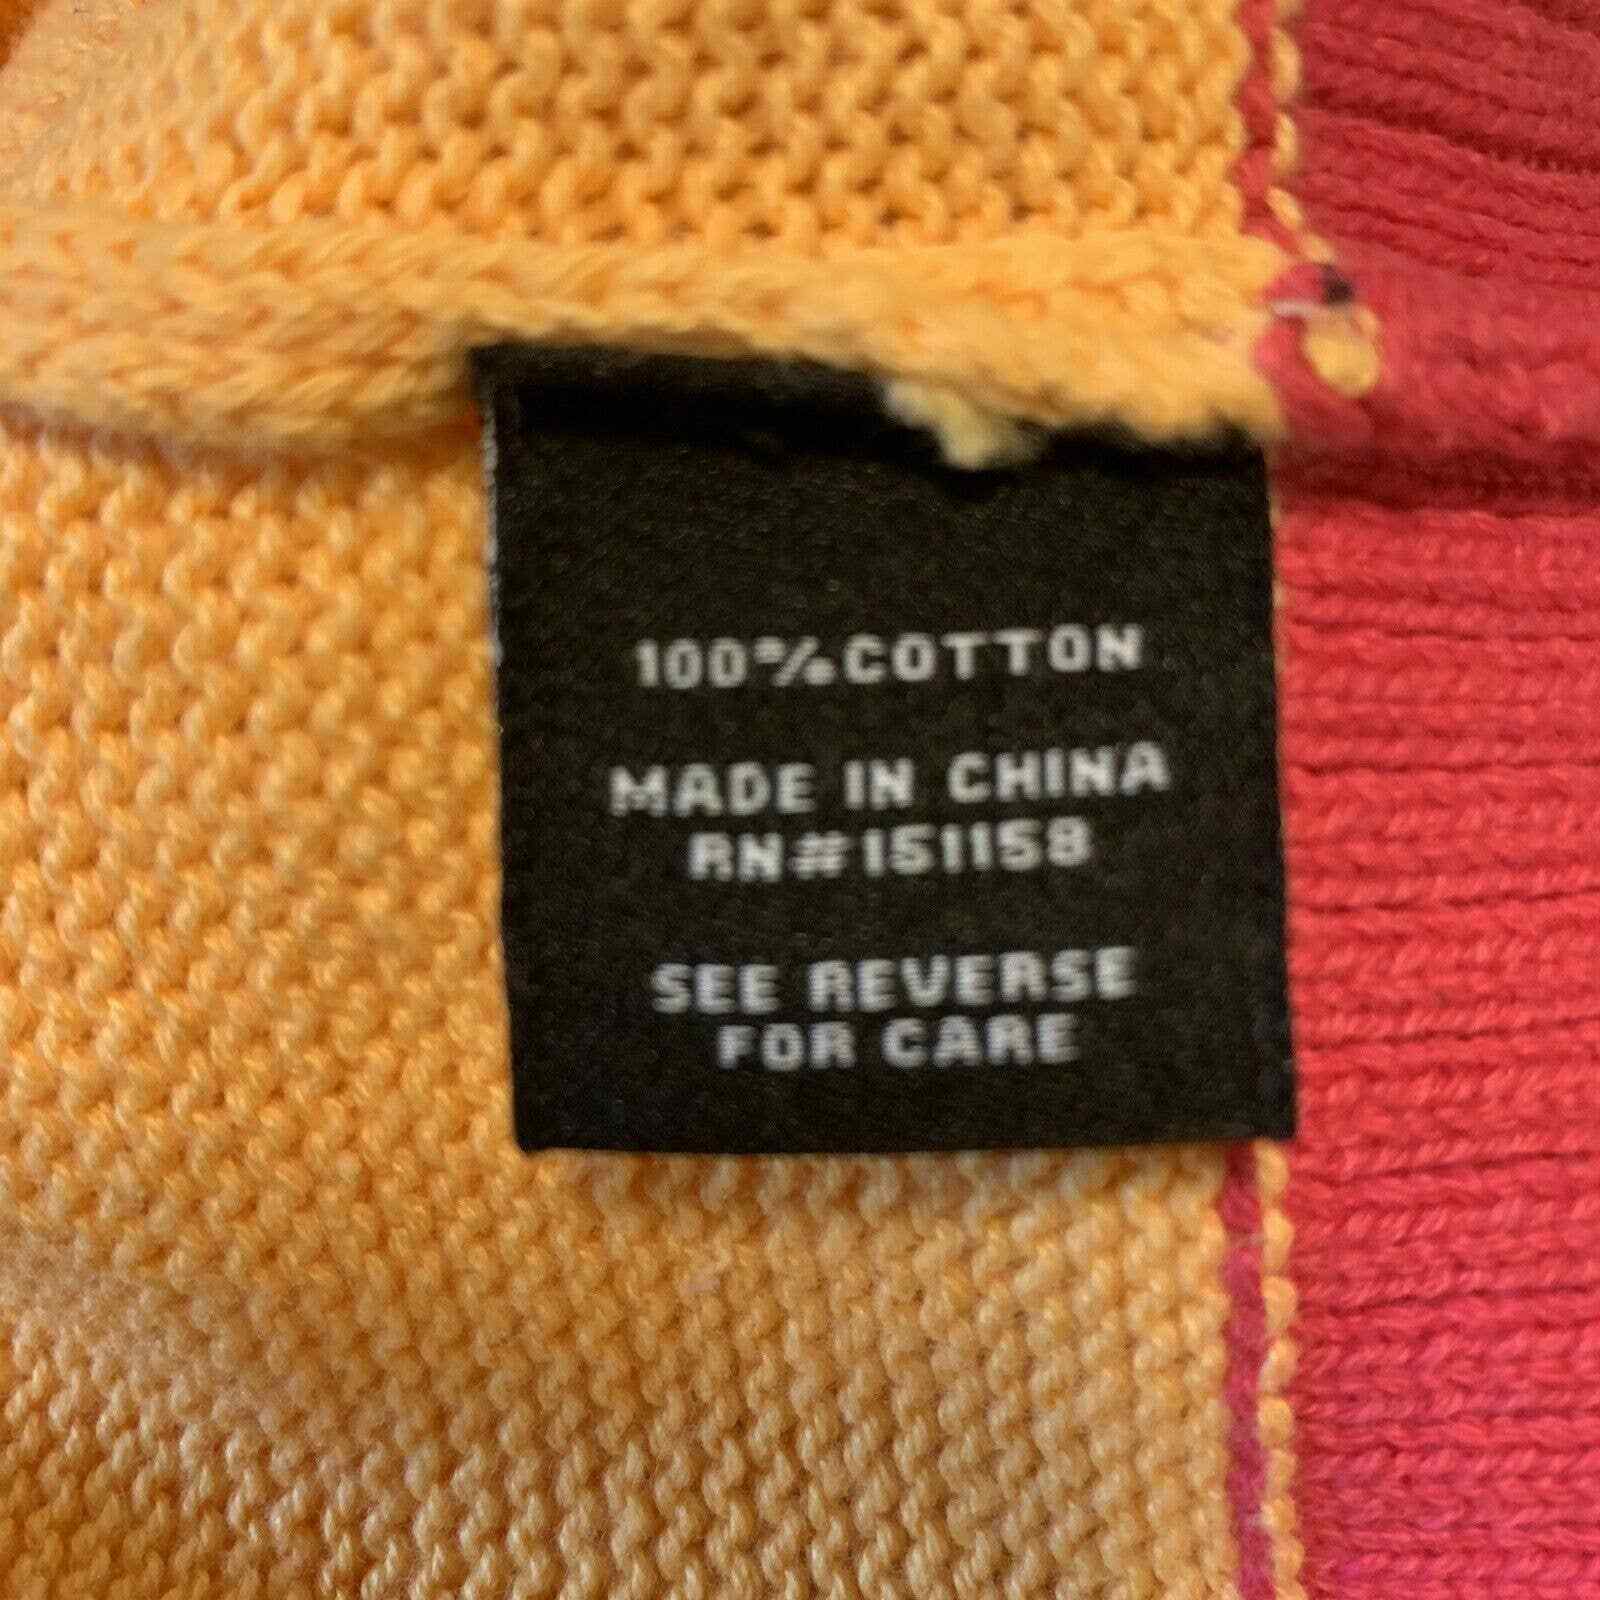 100%COTTON
MADE IN CHINA
RN#151158
SEE REVERSE
FOR CARE